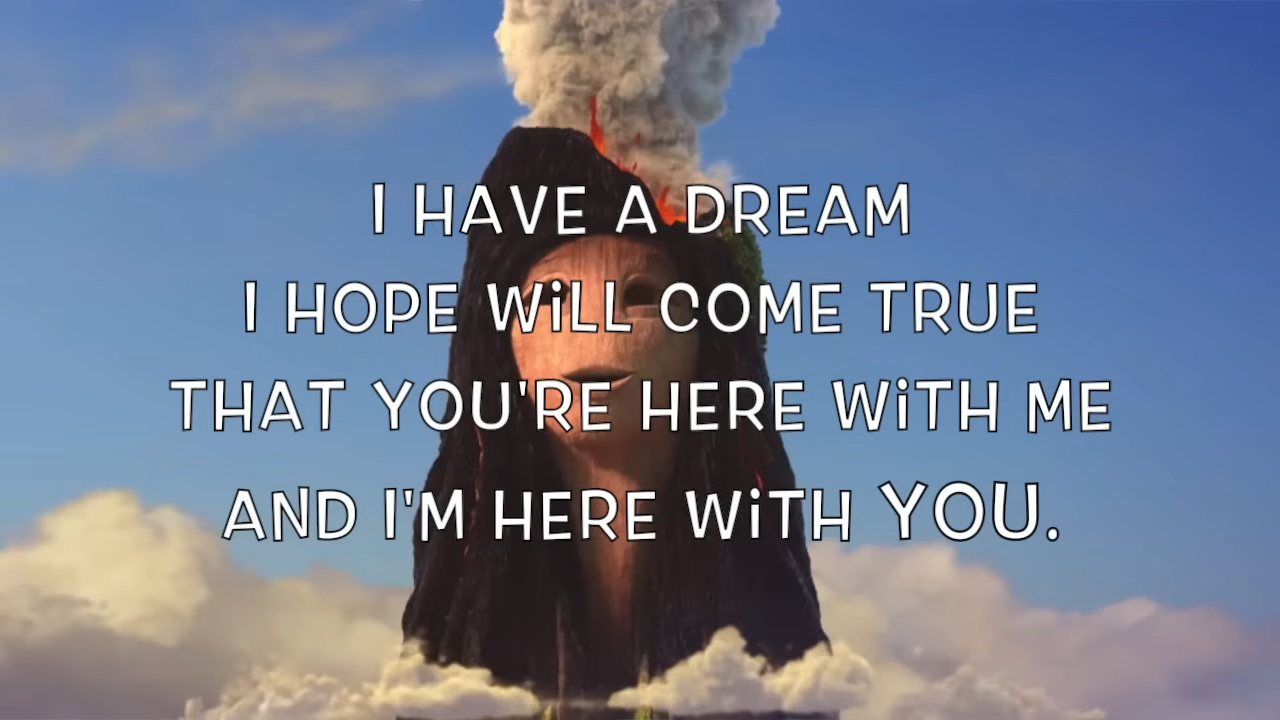 I HAVE A DREAM
I HOPE WiLL COME TRUE
THAT YOU'RE HERE WiTH ME
AND I'M HERE WiTH YOU.